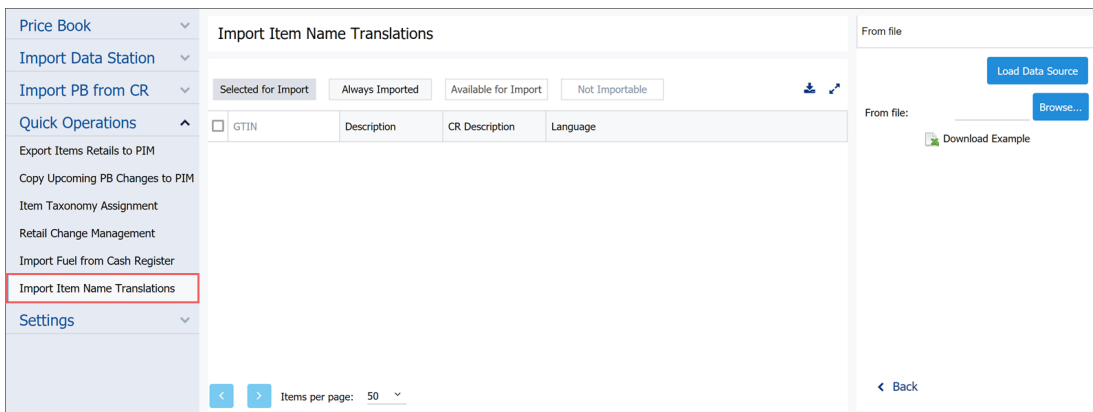 Price Book
Import Data Station
Import PB from CR
Quick Operations
Export Items Retails to PIM
Copy Upcoming PB Changes to PIM
Item Taxonomy Assignment
Retail Change Management
Import Fuel from Cash Register
Import Item Name Translations
Settings
Import Item Name Translations
Selected for Import Always Imported Available for Import Not Importable
GTIN Description CR Description Language
Items per page: 50
From file
Load Data Source
From file: Browse...
Download Example
Back